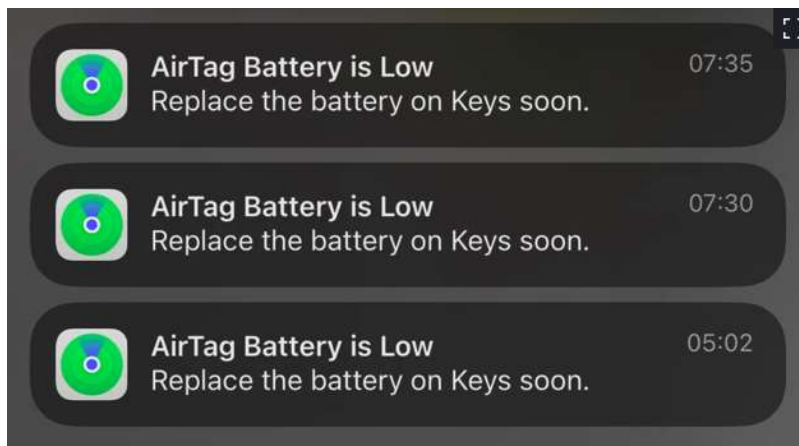 AirTag Battery is Low
07:35
Replace the battery on Keys soon.
AirTag Battery is Low
07:30
Replace the battery on Keys soon.
AirTag Battery is Low
05:02
Replace the battery on Keys soon.